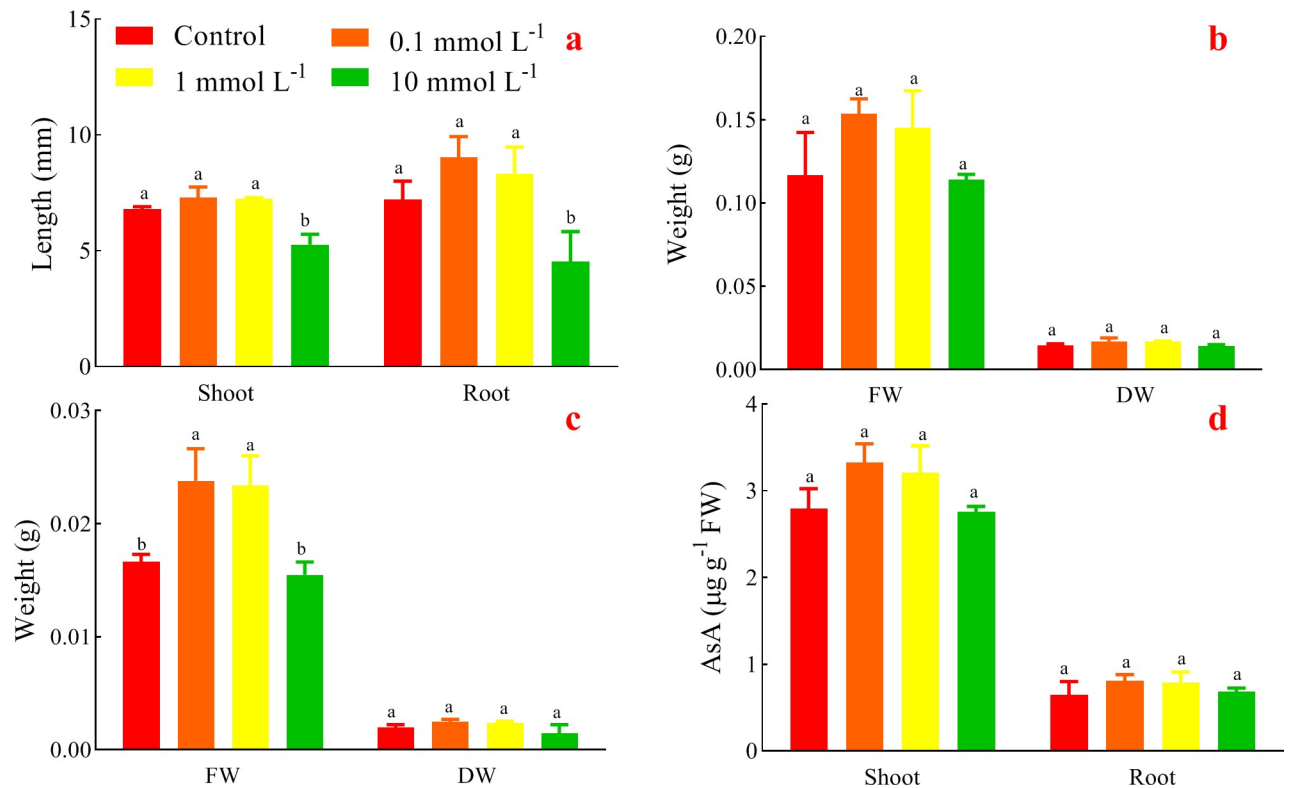 Control
0.1 mmol L⁻¹
1 mmol L⁻¹
10 mmol L⁻¹
a
15
10
5
0
Length (mm)
a a a b a a a b
Shoot Root
b
0.20
0.15
0.10
0.05
0.00
Weight (g)
a a a a a a a a
FW DW
c
0.03
0.02
0.01
0.00
Weight (g)
b a a b a a a a
FW DW
d
4
3
2
1
0
AsA (µg g⁻¹ FW)
a a a a a a a a
Shoot Root